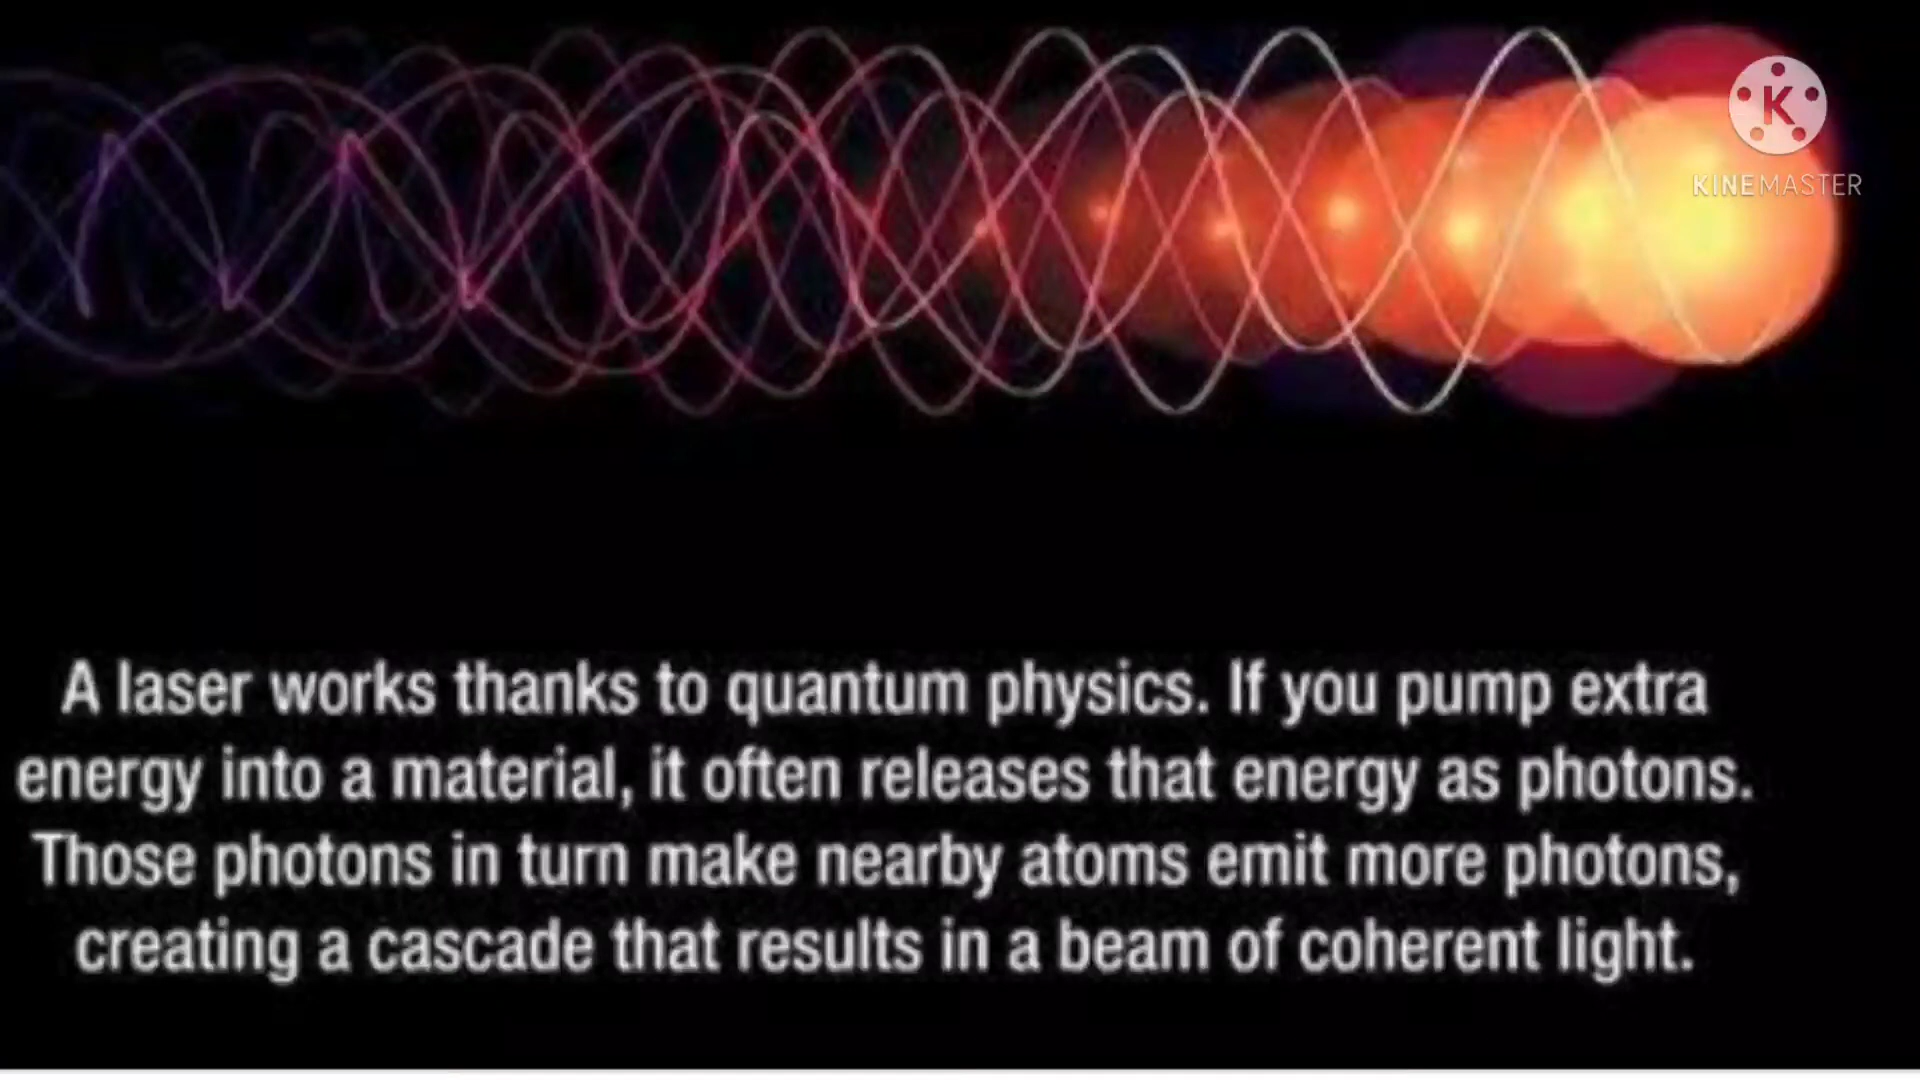 K
KINEMASTER
A laser works thanks to quantum physics. If you pump extra
energy into a material, it often releases that energy as photons.
Those photons in turn make nearby atoms emit more photons,
creating a cascade that results in a beam of coherent light.